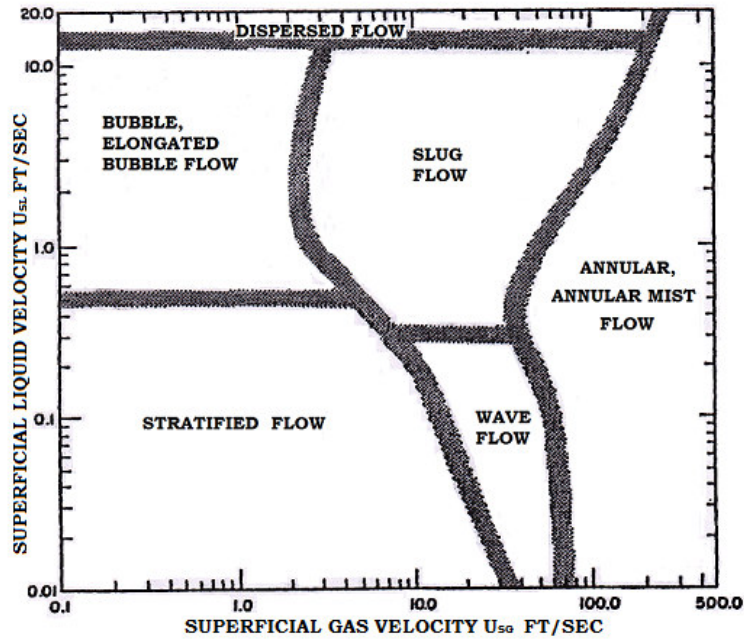 20.0
10.0
1.0
0.1
0.01
SUPERFICIAL LIQUID VELOCITY USL FT/SEC
DISPERSED FLOW
BUBBLE,
ELONGATED
BUBBLE FLOW
SLUG
FLOW
ANNULAR,
ANNULAR MIST
FLOW
STRATIFIED FLOW
WAVE
FLOW
0.1
1.0
10.0
100.0
500.0
SUPERFICIAL GAS VELOCITY USG FT/SEC